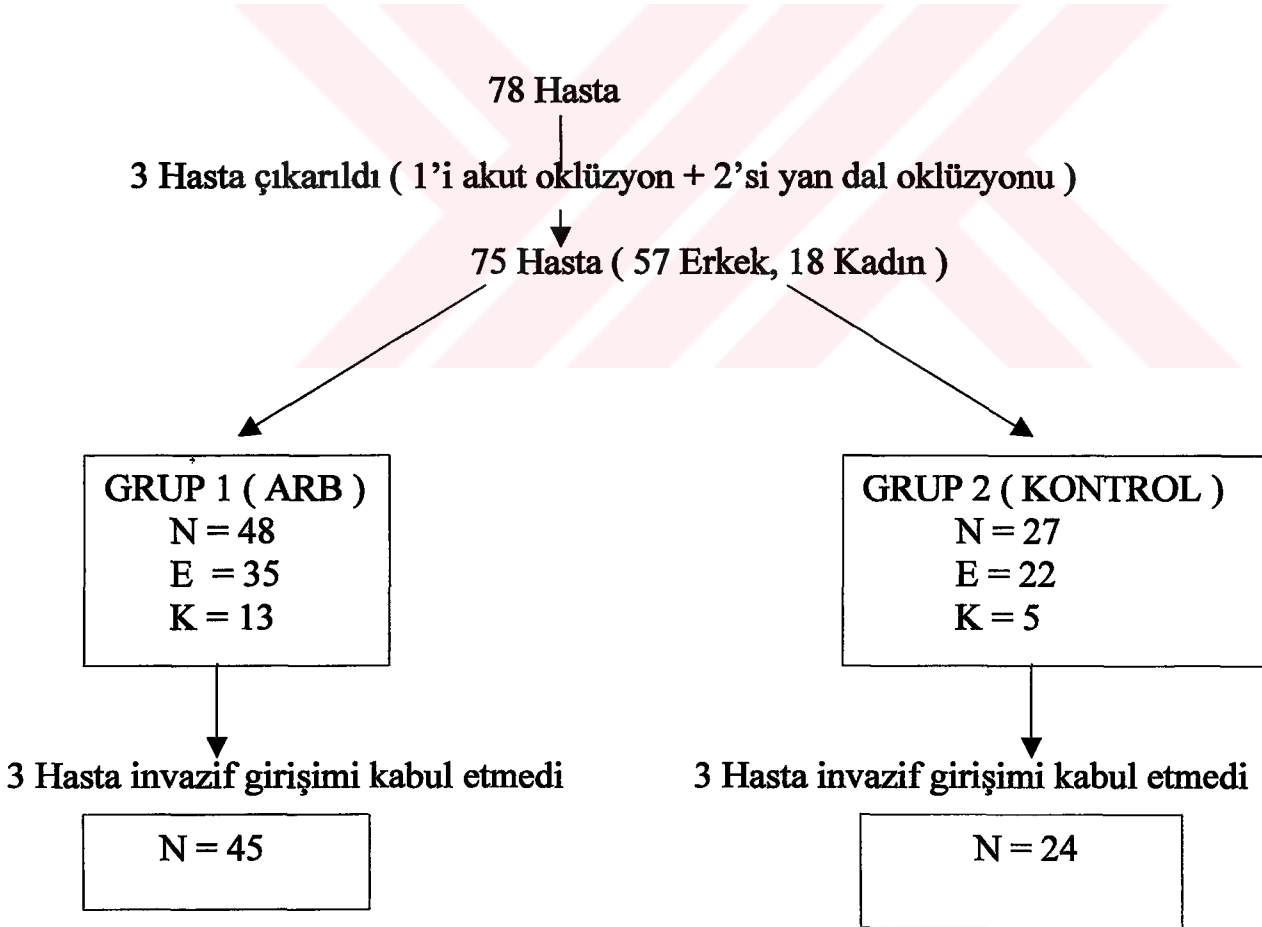 78 Hasta
3 Hasta çıkarıldı ( 1’i akut oklüzyon + 2’si yan dal oklüzyonu )
75 Hasta ( 57 Erkek, 18 Kadın )
GRUP 1 ( ARB )
N = 48
E = 35
K = 13
GRUP 2 ( KONTROL )
N = 27
E = 22
K = 5
3 Hasta invazif girişimi kabul etmedi
3 Hasta invazif girişimi kabul etmedi
N = 45
N = 24